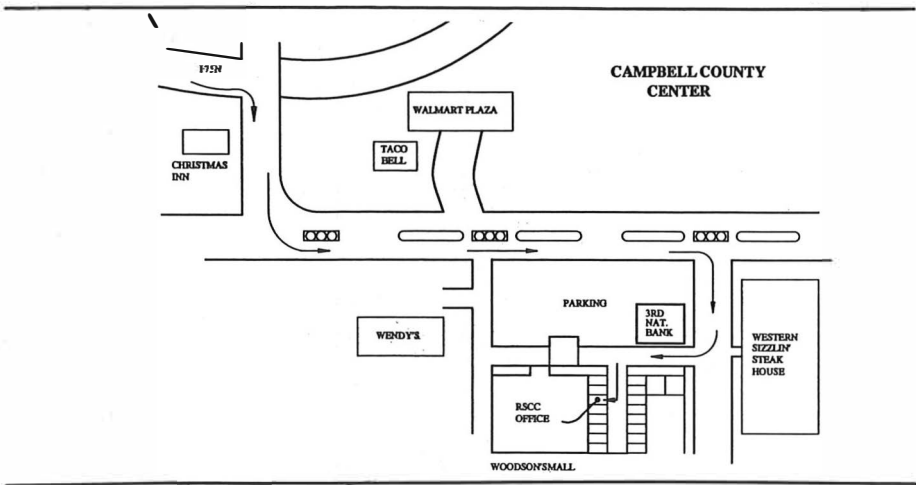 I-75N
CAMPBELL COUNTY
CENTER
WALMART PLAZA
TACO
BELL
CHRISTMAS
INN
PARKING
3RD
NAT.
BANK
WENDY'S
WESTERN
SIZZLIN'
STEAK
HOUSE
RSCC
OFFICE
WOODSON'S MALL